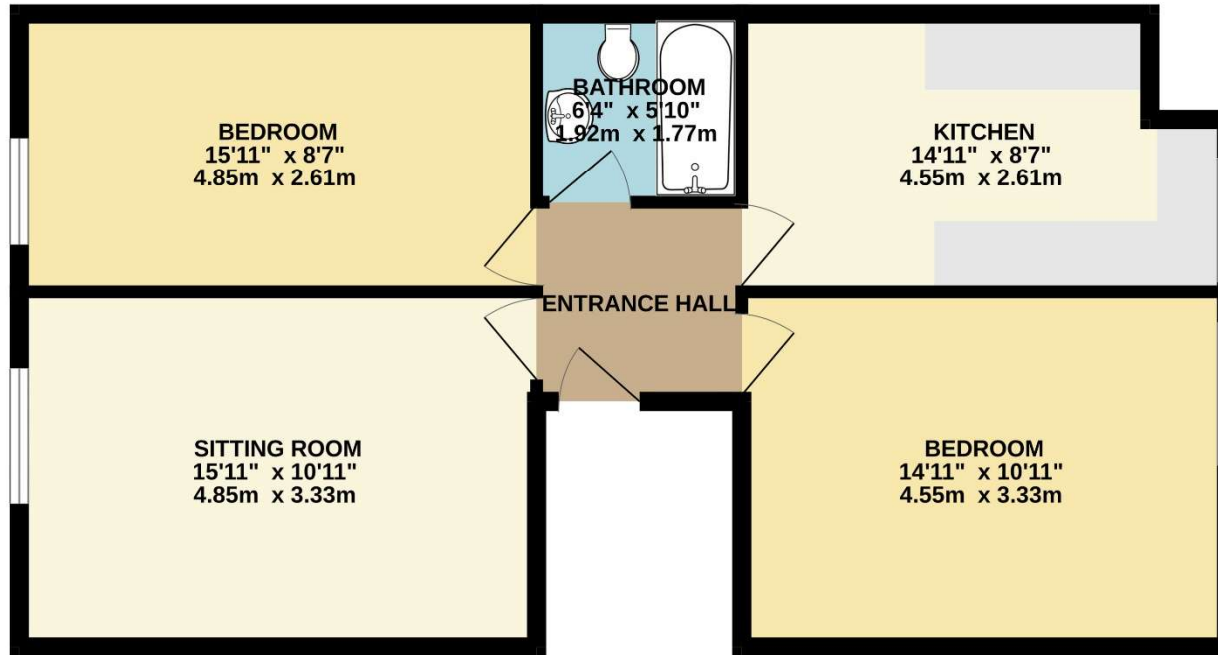 BEDROOM
15'11" x 8'7"
4.85m x 2.61m
BATHROOM
6'4" x 5'10"
1.92m x 1.77m
KITCHEN
14'11" x 8'7"
4.55m x 2.61m
ENTRANCE HALL
SITTING ROOM
15'11" x 10'11"
4.85m x 3.33m
BEDROOM
14'11" x 10'11"
4.55m x 3.33m